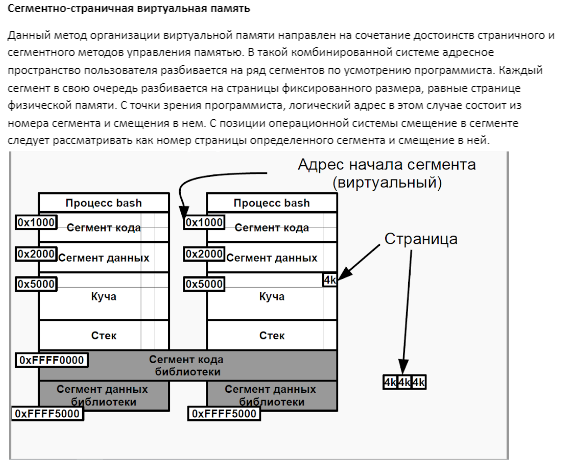 Сегментно-страничная виртуальная память
Данный метод организации виртуальной памяти направлен на сочетание достоинств страничного и
сегментного методов управления памятью. В такой комбинированной системе адресное
пространство пользователя разбивается на ряд сегментов по усмотрению программиста. Каждый
сегмент в свою очередь разбивается на страницы фиксированного размера, равные странице
физической памяти. С точки зрения программиста, логический адрес в этом случае состоит из
номера сегмента и смещения в нем. С позиции операционной системы смещение в сегменте
следует рассматривать как номер страницы определенного сегмента и смещение в ней.
Адрес начала сегмента
(виртуальный)
Процесс bash
Процесс bash
0x1000
Сегмент кода
0x1000
Сегмент кода
Страница
0x2000
Сегмент данных
0x2000
Сегмент данных
0x5000
0x5000
4k
Куча
Куча
Стек
Стек
0xFFFF0000
Сегмент кода
библиотеки
4k
4k
4k
Сегмент данных
библиотеки
Сегмент данных
библиотеки
0xFFFF5000
0xFFFF5000